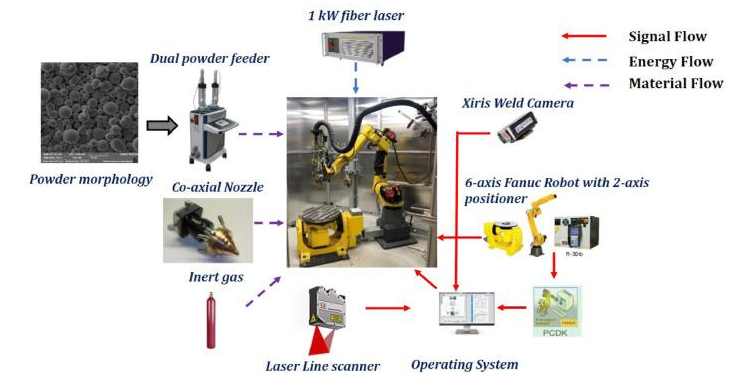 1 kW fiber laser
Signal Flow
Energy Flow
Material Flow
Dual powder feeder
Xiris Weld Camera
Powder morphology
Co-axial Nozzle
6-axis Fanuc Robot with 2-axis
positioner
R-30ib
Inert gas
PCDK
Laser Line scanner
Operating System